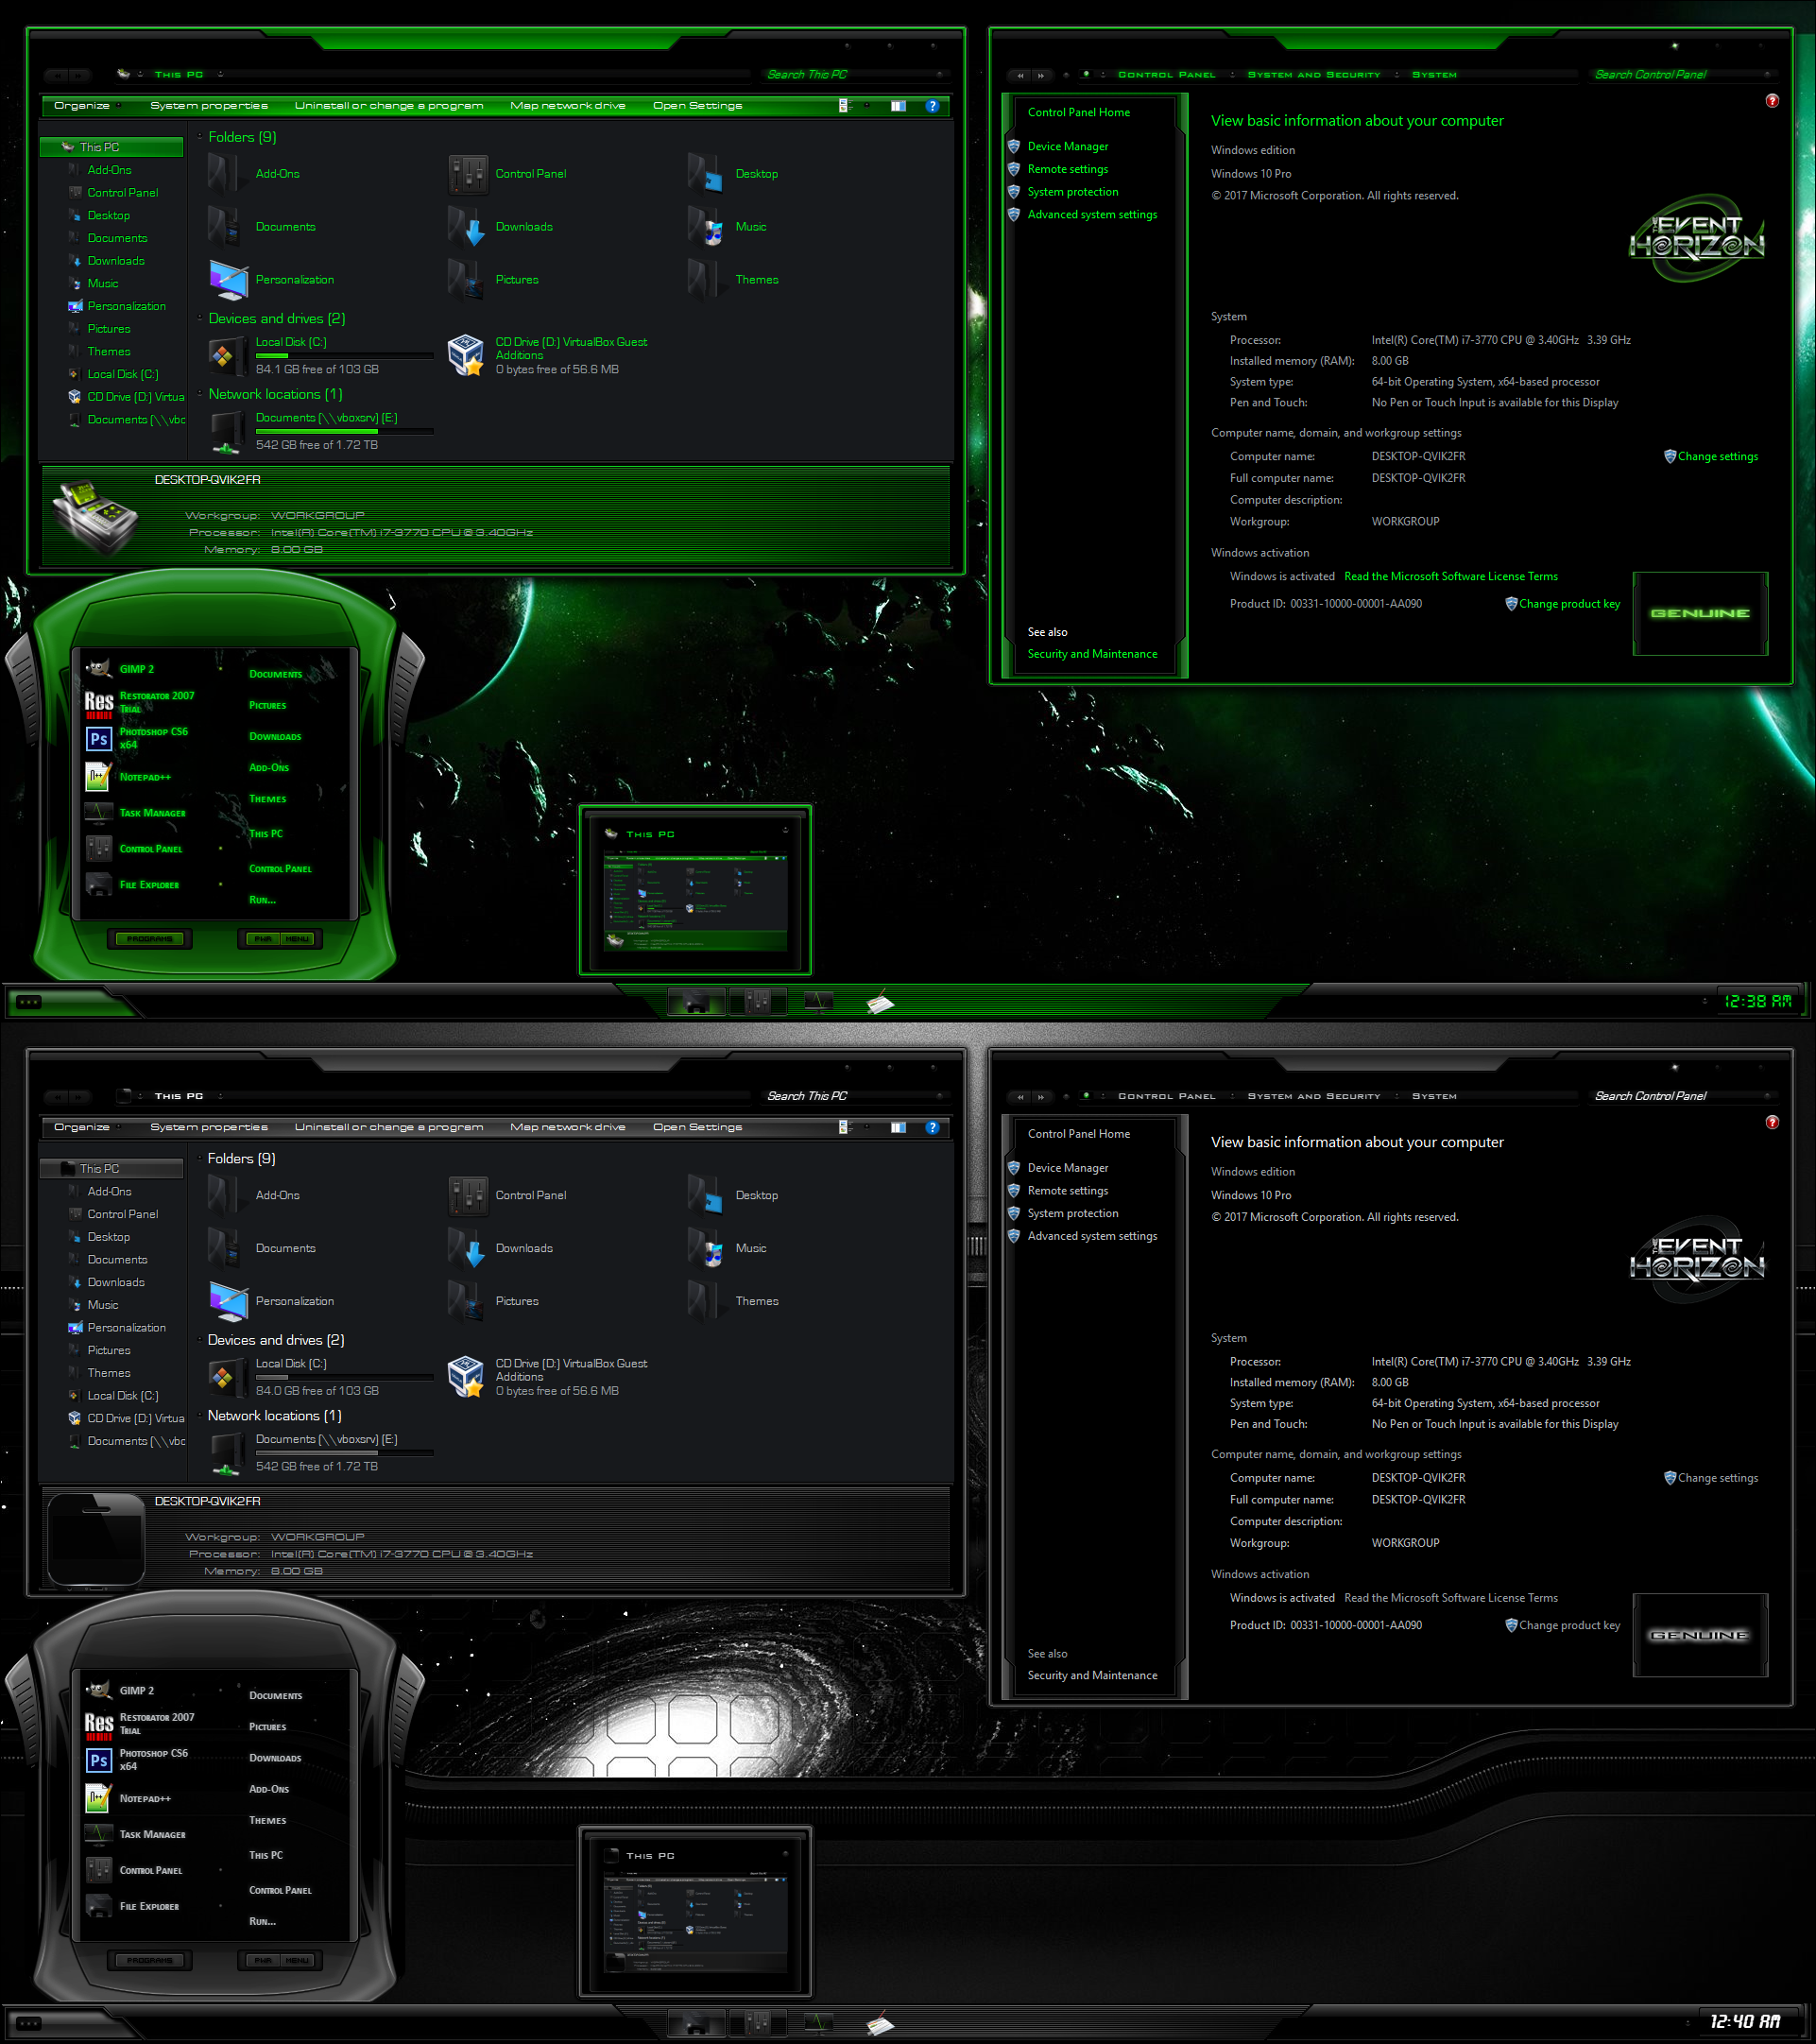 THIS PC
Search This PC
Organize
System properties
Uninstall or change a program
Map network drive
Open Settings
This PC
Add-Ons
Control Panel
Desktop
Documents
Downloads
Music
Personalization
Pictures
Themes
Local Disk (C:)
CD Drive (D:) Virtua
Documents (\\vbo
Folders (9)
Add-Ons
Control Panel
Desktop
Documents
Downloads
Music
Personalization
Pictures
Themes
Devices and drives (2)
Local Disk (C:)
84.1 GB free of 103 GB
CD Drive (D:) VirtualBox Guest
Additions
0 bytes free of 56.6 MB
Network locations (1)
Documents (\\vboxsrv) (E:)
542 GB free of 1.72 TB
DESKTOP-QVIK2FR
Workgroup: WORKGROUP
Processor: Intel(R) Core(TM) i7-3770 CPU @ 3.40GHz
Memory: 8.00 GB
CONTROL PANEL
SYSTEM AND SECURITY
SYSTEM
Search Control Panel
Control Panel Home
Device Manager
Remote settings
System protection
Advanced system settings
See also
Security and Maintenance
View basic information about your computer
Windows edition
Windows 10 Pro
© 2017 Microsoft Corporation. All rights reserved.
THE EVENT
HORIZON
System
Processor: Intel(R) Core(TM) i7-3770 CPU @ 3.40GHz 3.39 GHz
Installed memory (RAM): 8.00 GB
System type: 64-bit Operating System, x64-based processor
Pen and Touch: No Pen or Touch Input is available for this Display
Computer name, domain, and workgroup settings
Computer name: DESKTOP-QVIK2FR
Change settings
Full computer name: DESKTOP-QVIK2FR
Computer description:
Workgroup: WORKGROUP
Windows activation
Windows is activated Read the Microsoft Software License Terms
Product ID: 00331-10000-00001-AA090
Change product key
GENUINE
GIMP 2
Res
RESTORATOR 2007
TRIAL
Ps
PHOTOSHOP CS6
x64
NOTEPAD++
TASK MANAGER
CONTROL PANEL
FILE EXPLORER
DOCUMENTS
PICTURES
DOWNLOADS
ADD-ONS
THEMES
THIS PC
CONTROL PANEL
RUN...
PROGRAMS
PWR MENU
THIS PC
12:38 AM
THIS PC
Search This PC
Organize
System properties
Uninstall or change a program
Map network drive
Open Settings
This PC
Add-Ons
Control Panel
Desktop
Documents
Downloads
Music
Personalization
Pictures
Themes
Local Disk (C:)
CD Drive (D:) Virtua
Documents (\\vbo
Folders (9)
Add-Ons
Control Panel
Desktop
Documents
Downloads
Music
Personalization
Pictures
Themes
Devices and drives (2)
Local Disk (C:)
84.0 GB free of 103 GB
CD Drive (D:) VirtualBox Guest
Additions
0 bytes free of 56.6 MB
Network locations (1)
Documents (\\vboxsrv) (E:)
542 GB free of 1.72 TB
DESKTOP-QVIK2FR
Workgroup: WORKGROUP
Processor: Intel(R) Core(TM) i7-3770 CPU @ 3.40GHz
Memory: 8.00 GB
CONTROL PANEL
SYSTEM AND SECURITY
SYSTEM
Search Control Panel
Control Panel Home
Device Manager
Remote settings
System protection
Advanced system settings
See also
Security and Maintenance
View basic information about your computer
Windows edition
Windows 10 Pro
© 2017 Microsoft Corporation. All rights reserved.
THE EVENT
HORIZON
System
Processor: Intel(R) Core(TM) i7-3770 CPU @ 3.40GHz 3.39 GHz
Installed memory (RAM): 8.00 GB
System type: 64-bit Operating System, x64-based processor
Pen and Touch: No Pen or Touch Input is available for this Display
Computer name, domain, and workgroup settings
Computer name: DESKTOP-QVIK2FR
Change settings
Full computer name: DESKTOP-QVIK2FR
Computer description:
Workgroup: WORKGROUP
Windows activation
Windows is activated Read the Microsoft Software License Terms
Product ID: 00331-10000-00001-AA090
Change product key
GENUINE
GIMP 2
Res
RESTORATOR 2007
TRIAL
Ps
PHOTOSHOP CS6
x64
NOTEPAD++
TASK MANAGER
CONTROL PANEL
FILE EXPLORER
DOCUMENTS
PICTURES
DOWNLOADS
ADD-ONS
THEMES
THIS PC
CONTROL PANEL
RUN...
PROGRAMS
PWR MENU
THIS PC
12:40 AM